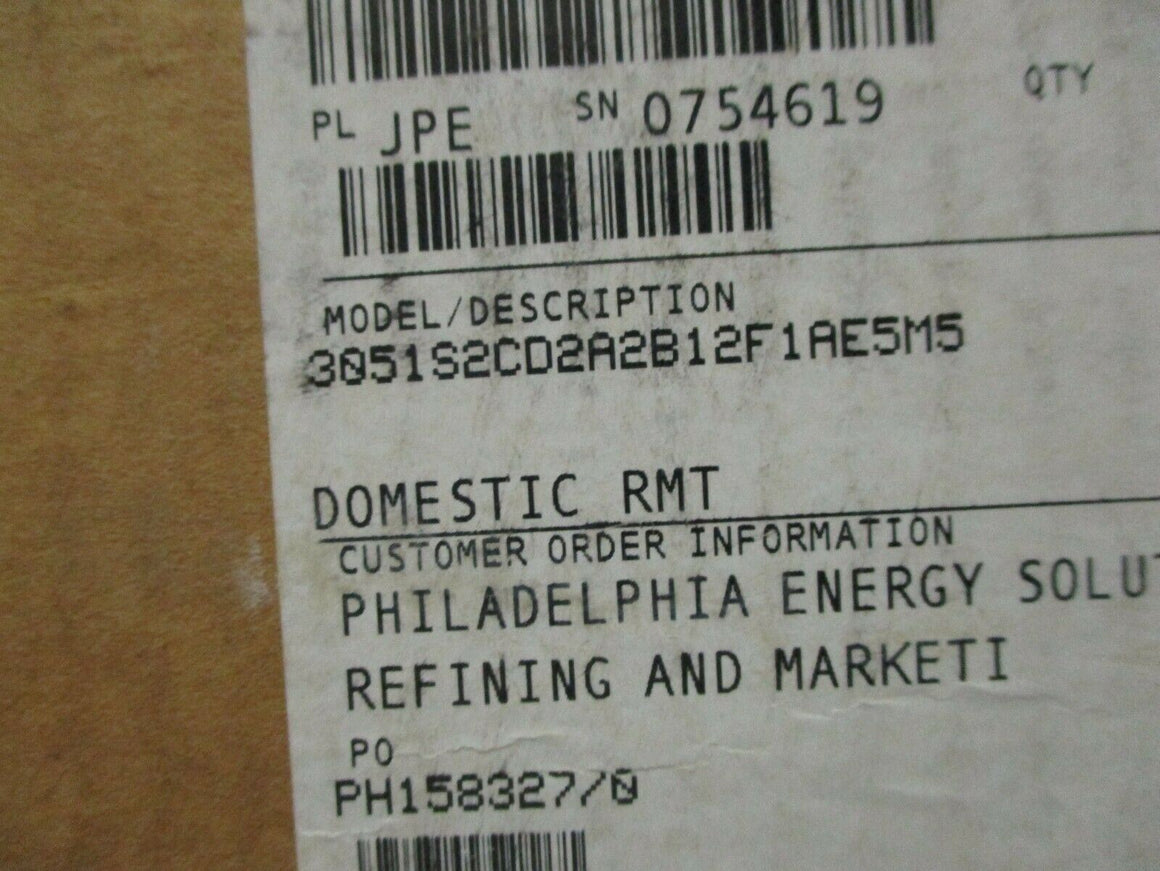 PL JPE SN 0754619 QTY
MODEL/DESCRIPTION
3051S2CD2A2B12F1AE5M5
DOMESTIC RMT
CUSTOMER ORDER INFORMATION
PHILADELPHIA ENERGY SOLUT
REFINING AND MARKETI
PO
PH158327/0